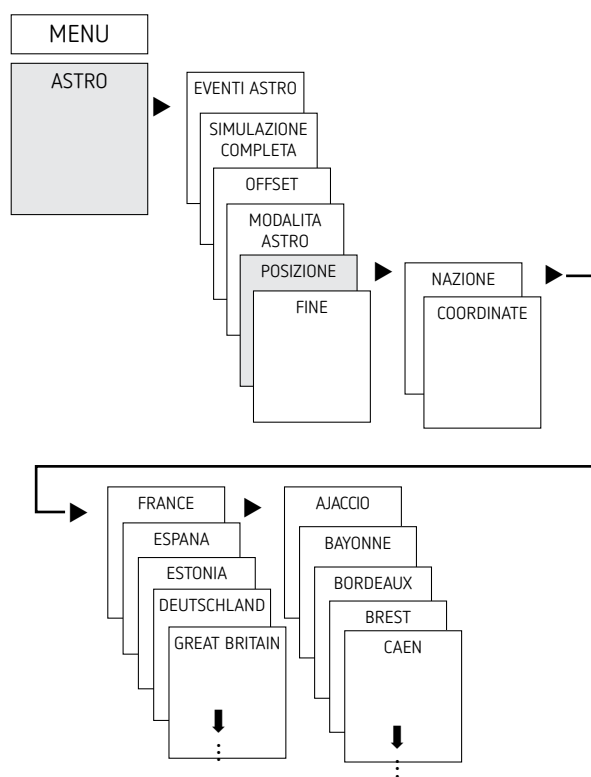 MENU
ASTRO
EVENTI ASTRO
SIMULAZIONE
COMPLETA
OFFSET
MODALITA
ASTRO
POSIZIONE
FINE
NAZIONE
COORDINATE
FRANCE
ESPANA
ESTONIA
DEUTSCHLAND
GREAT BRITAIN
AJACCIO
BAYONNE
BORDEAUX
BREST
CAEN